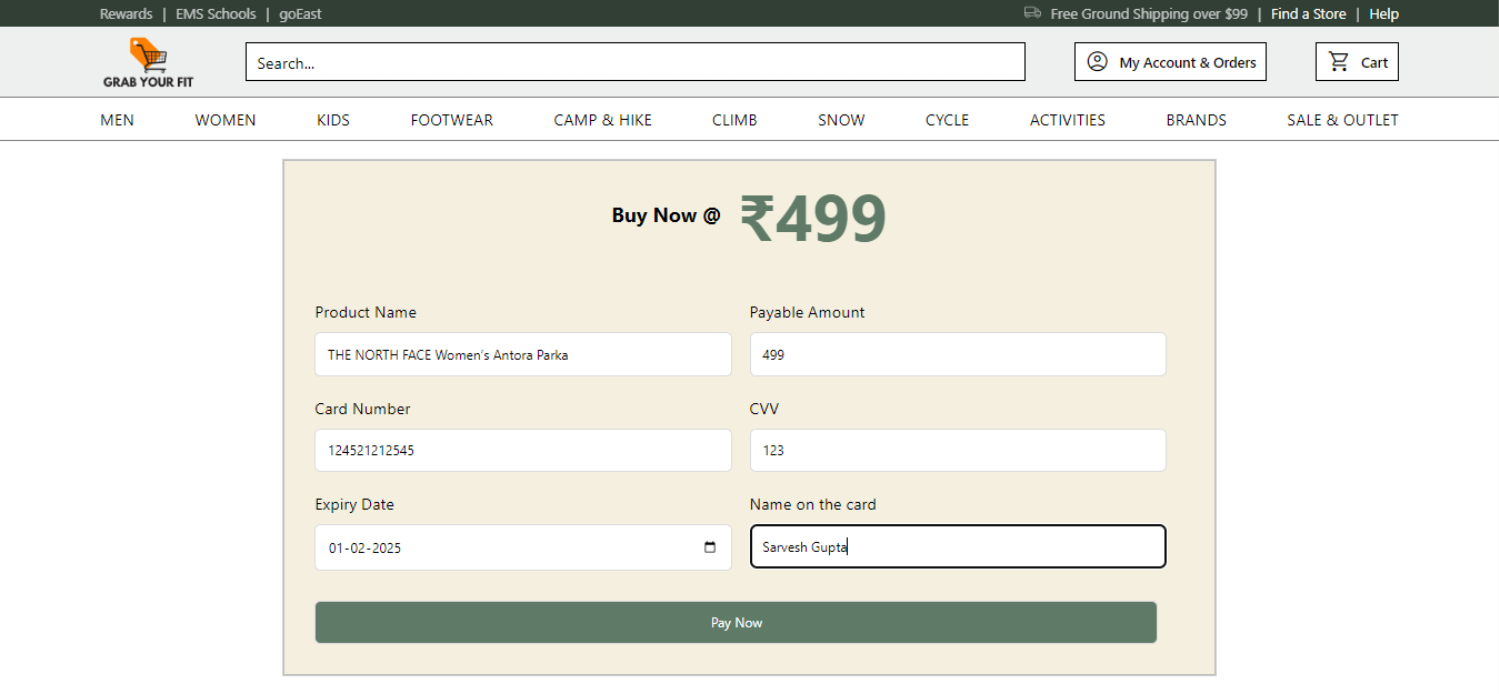 Rewards | EMS Schools | goEast Free Ground Shipping over $99 | Find a Store | Help
GRAB YOUR FIT Search... My Account & Orders Cart
MEN WOMEN KIDS FOOTWEAR CAMP & HIKE CLIMB SNOW CYCLE ACTIVITIES BRANDS SALE & OUTLET
Buy Now @ ₹499
Product Name Payable Amount
THE NORTH FACE Women's Antora Parka 499
Card Number CVV
124521212545 123
Expiry Date Name on the card
01-02-2025 Sarvesh Gupta
Pay Now